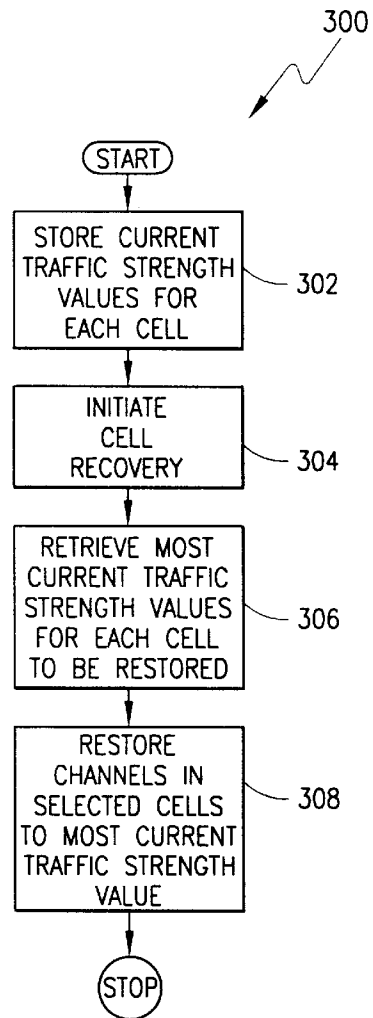 300
START
STORE CURRENT
TRAFFIC STRENGTH
VALUES FOR
EACH CELL
302
INITIATE
CELL
RECOVERY
304
RETRIEVE MOST
CURRENT TRAFFIC
STRENGTH VALUES
FOR EACH CELL
TO BE RESTORED
306
RESTORE
CHANNELS IN
SELECTED CELLS
TO MOST CURRENT
TRAFFIC STRENGTH
VALUE
308
STOP